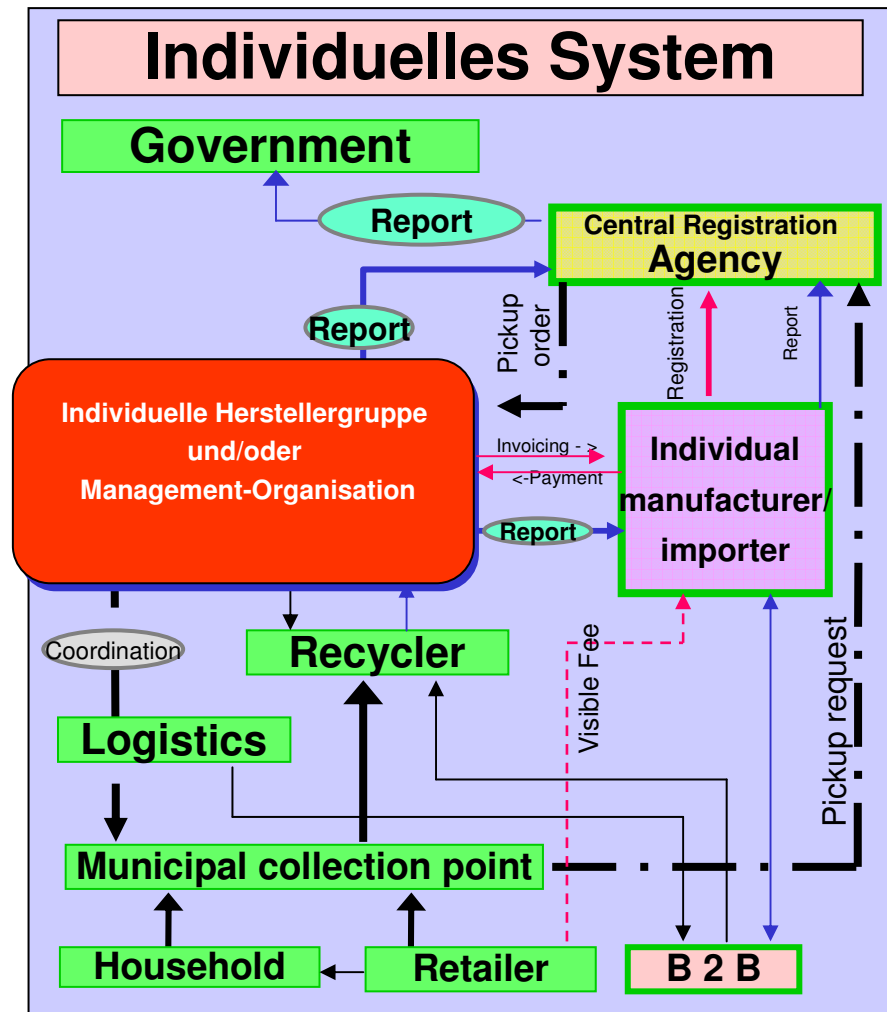 Individuelles System
Government
Report
Central Registration
Agency
Report
Pickup
order
Registration
Report
Individuelle Herstellergruppe
und/oder
Management-Organisation
Invoicing - >
<-Payment
Individual
manufacturer/
importer
Report
Coordination
Recycler
Visible Fee
Pickup request
Logistics
Municipal collection point
Household
Retailer
B 2 B